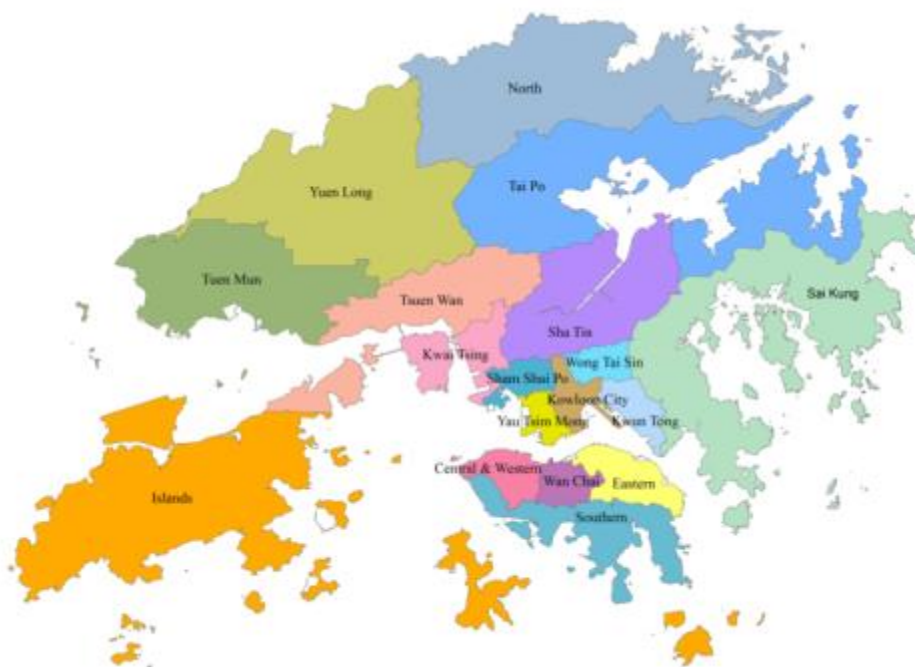 North
Tai Po
Yuen Long
Tuen Mun
Sai Kung
Tsuen Wan
Sha Tin
Kwai Tsing
Wong Tai Sin
Sham Shui Po
Kowloon City
Yau Tsim Mong
Kwun Tong
Central & Western
Wan Chai
Eastern
Islands
Southern